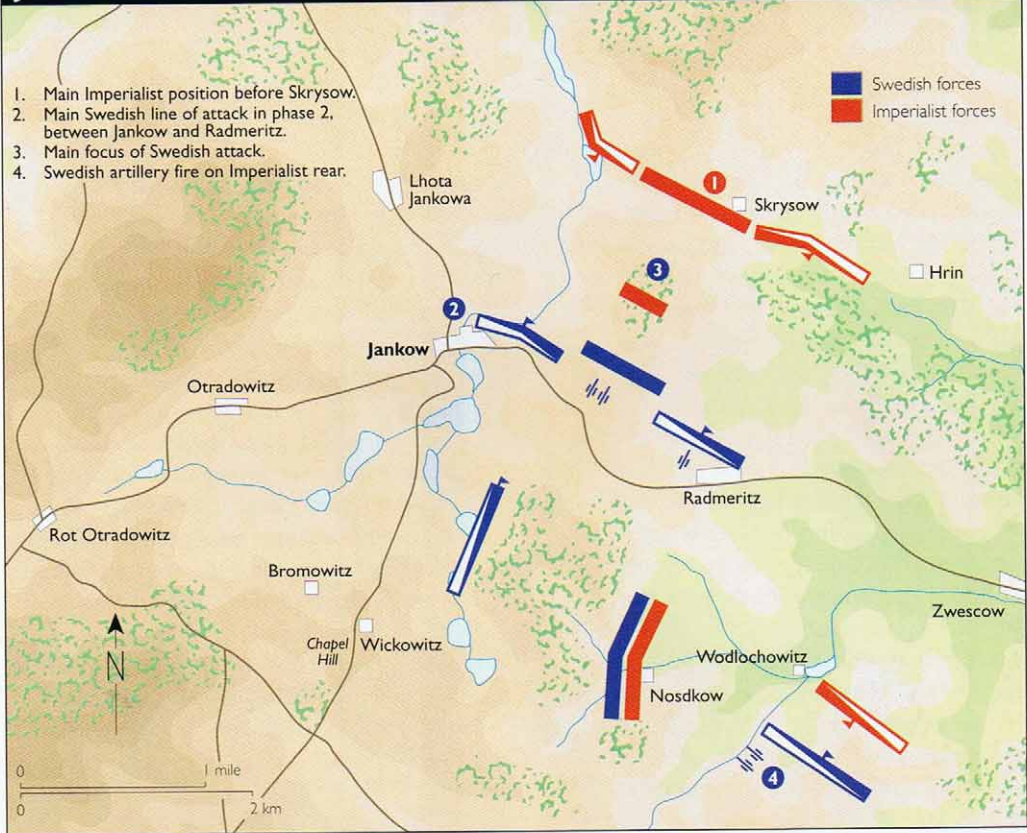 1. Main Imperialist position before Skrysow.
2. Main Swedish line of attack in phase 2,
between Jankow and Radmeritz.
3. Main focus of Swedish attack.
4. Swedish artillery fire on Imperialist rear.
Swedish forces
Imperialist forces
Lhota
Jankowa
1
Skrysow
Hrin
3
2
Jankow
Otradowitz
Radmeritz
Rot Otradowitz
Bromowitz
Zwescow
Chapel
Hill
Wickowitz
Wodlochowitz
N
Nosdkow
4
0 1 mile
0 2 km